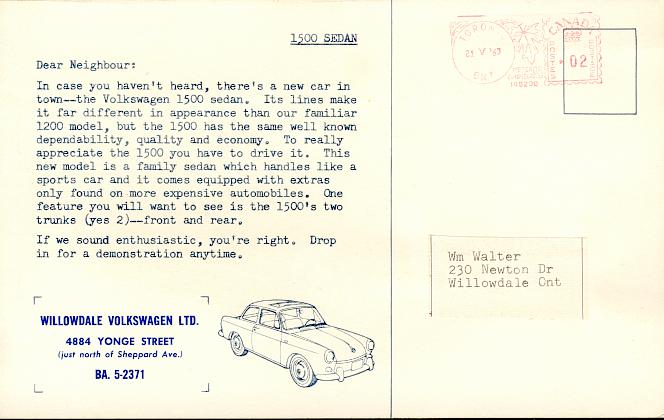 1500 SEDAN
Dear Neighbour:
In case you haven't heard, there's a new car in
town--the Volkswagen 1500 sedan. Its lines make
it far different in appearance than our familiar
1200 model, but the 1500 has the same well known
dependability, quality and economy. To really
appreciate the 1500 you have to drive it. This
new model is a family sedan which handles like a
sports car and it comes equipped with extras
only found on more expensive automobiles. One
feature you will want to see is the 1500's two
trunks (yes 2)--front and rear.
If we sound enthusiastic, you're right. Drop
in for a demonstration anytime.
WILLOWDALE VOLKSWAGEN LTD.
4884 YONGE STREET
(just north of Sheppard Ave.)
BA. 5-2371
TORON
V
ONT
CANADA
02
Wm Walter
230 Newton Dr
Willowdale Ont